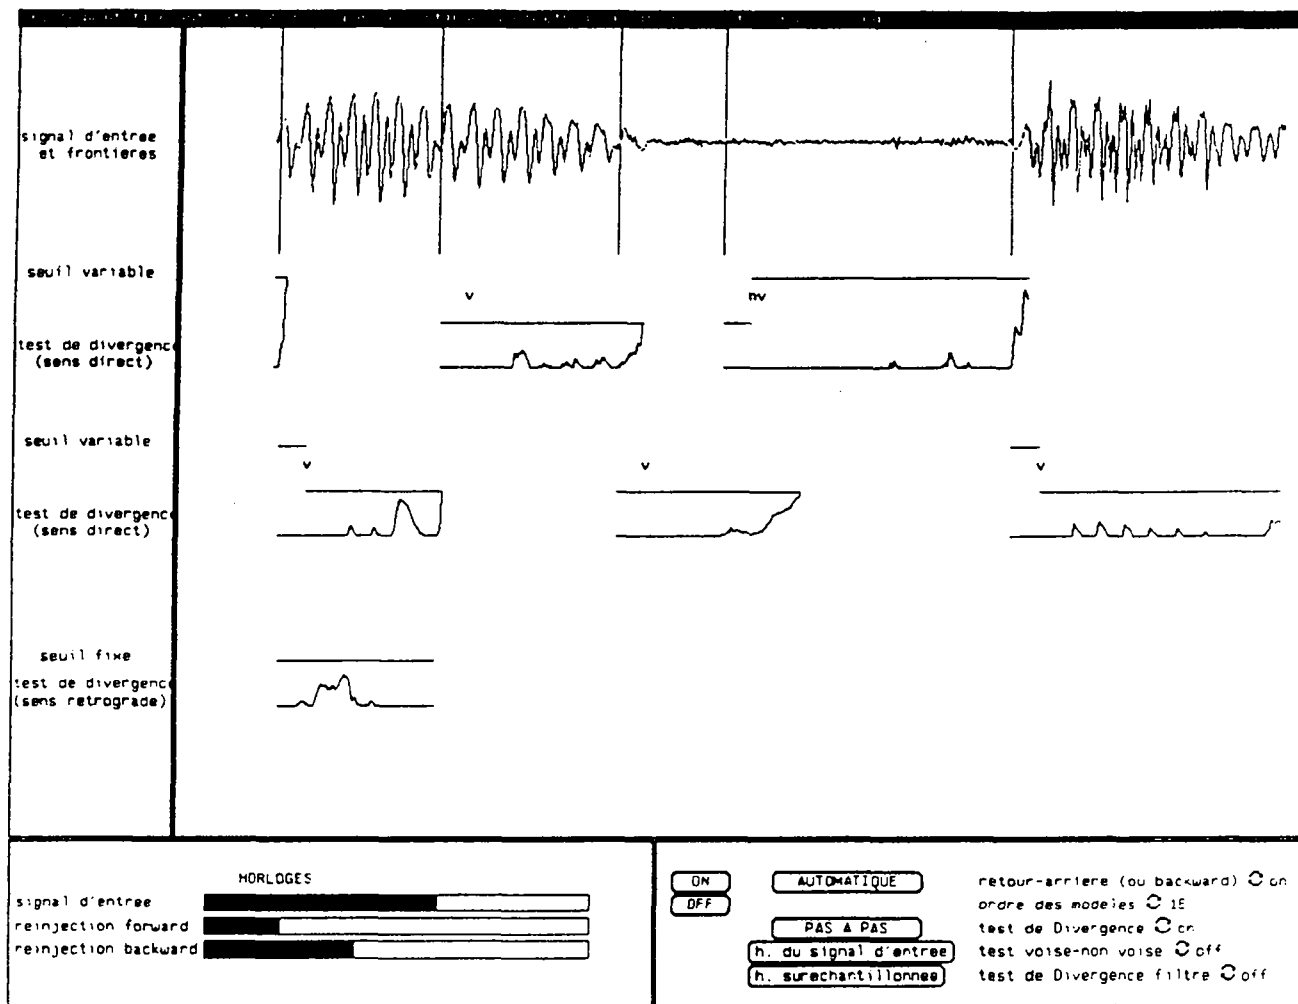 signal d'entree
et frontieres
seuil variable
v
nv
test de divergence
(sens direct)
seuil variable
v
v
v
test de divergence
(sens direct)
seuil fixe
test de divergence
(sens retrograde)
HORLOGES
signal d'entree
reinjection forward
reinjection backward
ON
AUTOMATIQUE
retour-arriere (ou backward) on
OFF
ordre des modeles
PAS A PAS
test de Divergence on
h. du signal d'entree
test voise-non voise off
h. surechantillonnee
test de Divergence filtre off